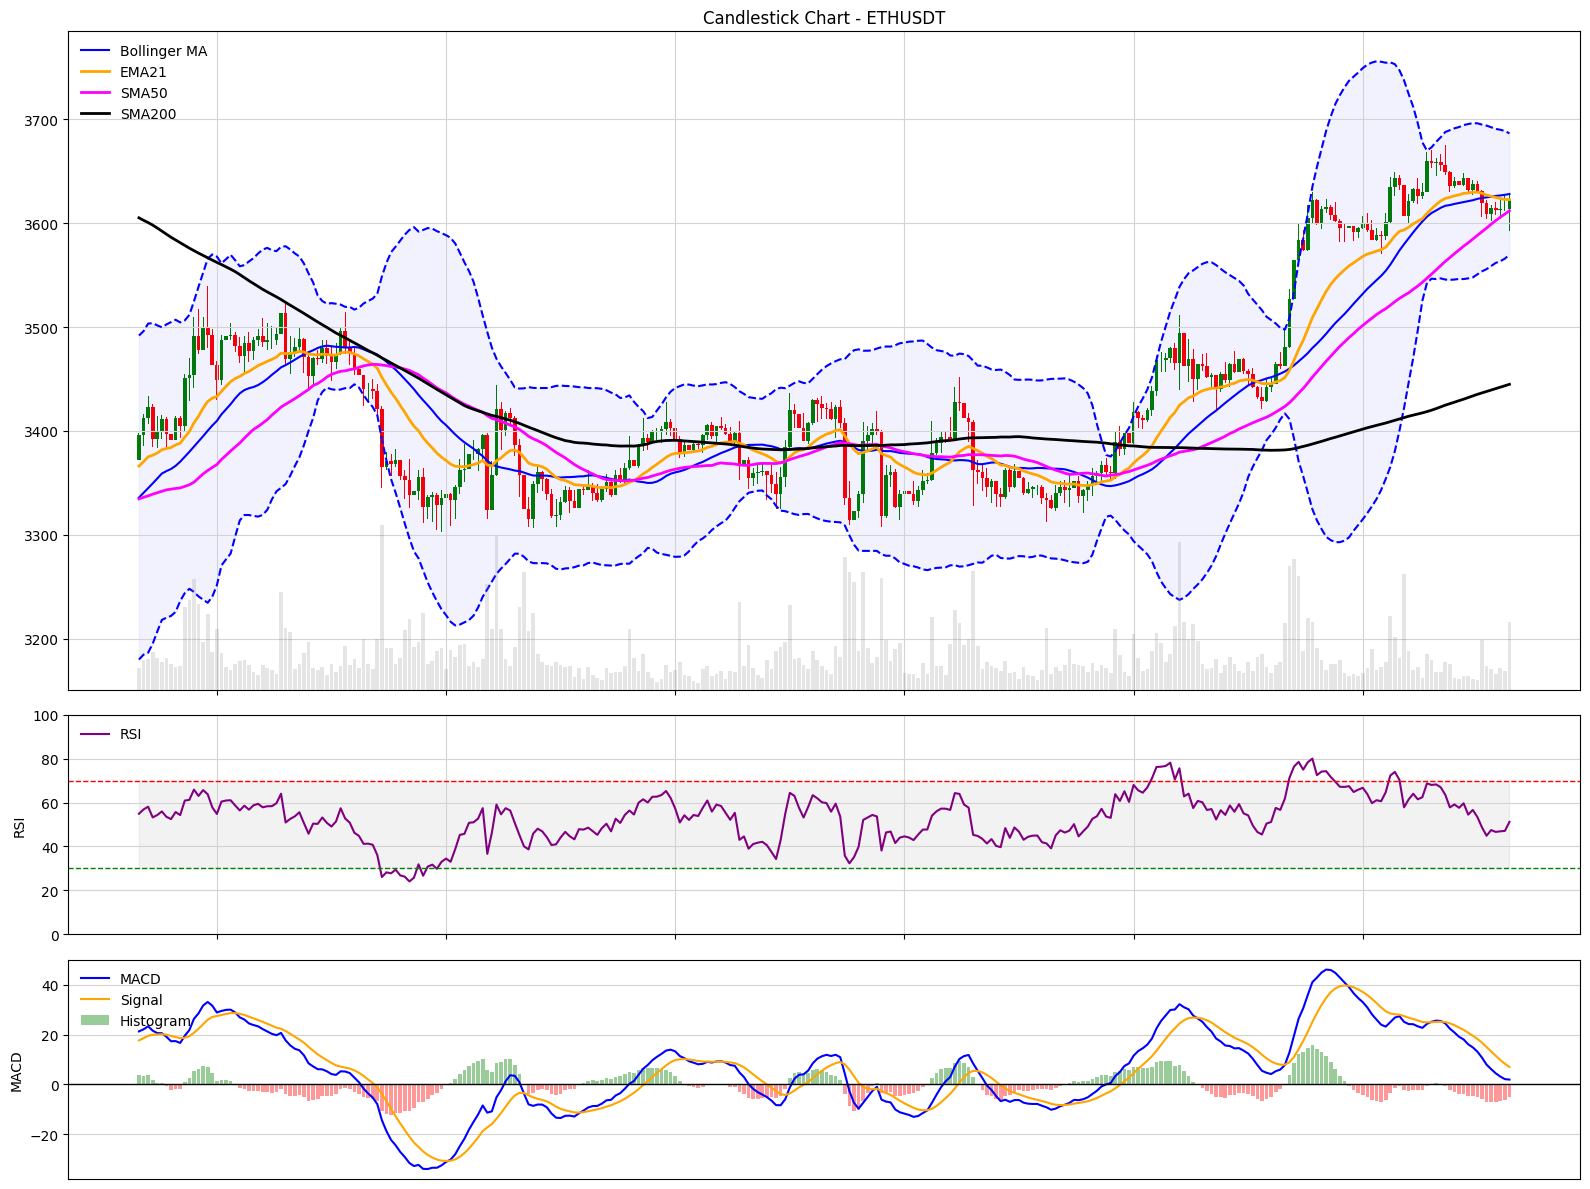 Candlestick Chart - ETHUSDT
Bollinger MA
EMA21
SMA50
SMA200
3700
3600
3500
3400
3300
3200
RSI
100
80
60
40
20
0
RSI
MACD
Signal
Histogram
40
20
0
−20
MACD